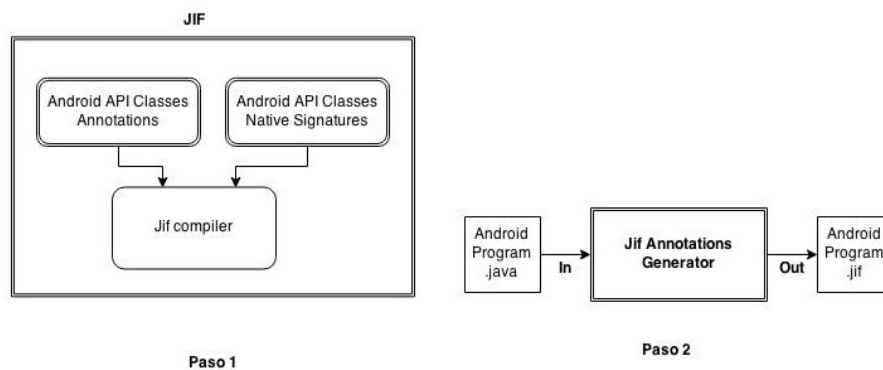 JIF
Android API Classes
Annotations
Android API Classes
Native Signatures
Jif compiler
Paso 1
Android
Program
.java
In
Jif Annotations
Generator
Out
Android
Program
.jif
Paso 2